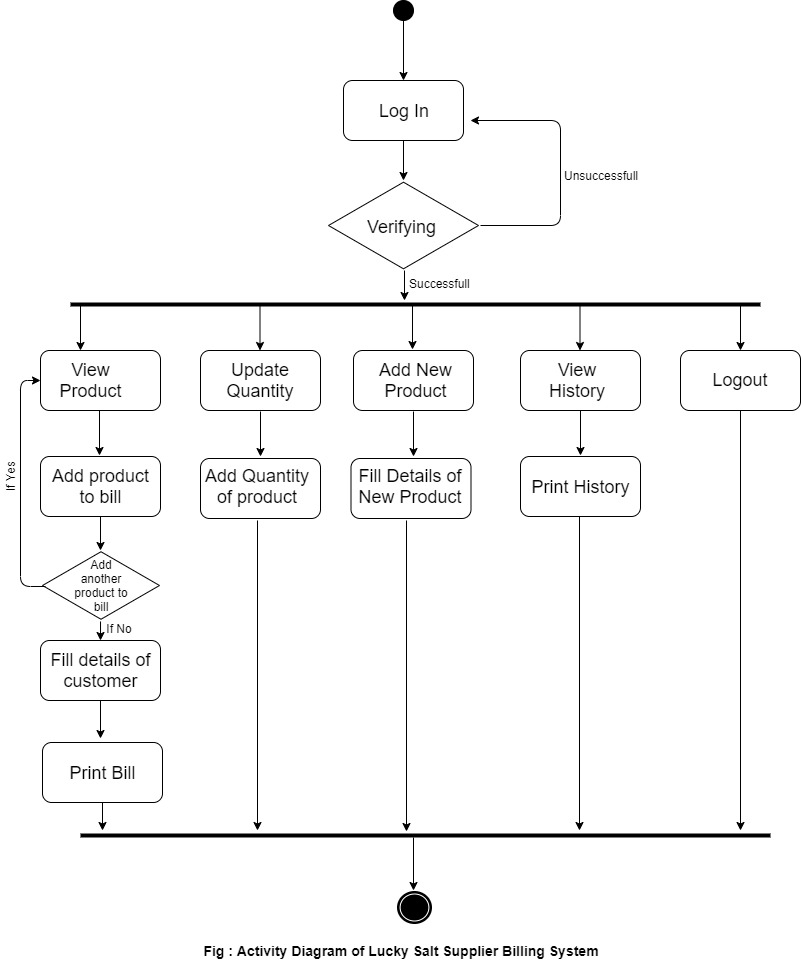 Log In
Unsuccessfull
Verifying
Successfull
View
Product
Update
Quantity
Add New
Product
View
History
Logout
If Yes
Add product
to bill
Add Quantity
of product
Fill Details of
New Product
Print History
Add
another
product to
bill
If No
Fill details of
customer
Print Bill
Fig : Activity Diagram of Lucky Salt Supplier Billing System